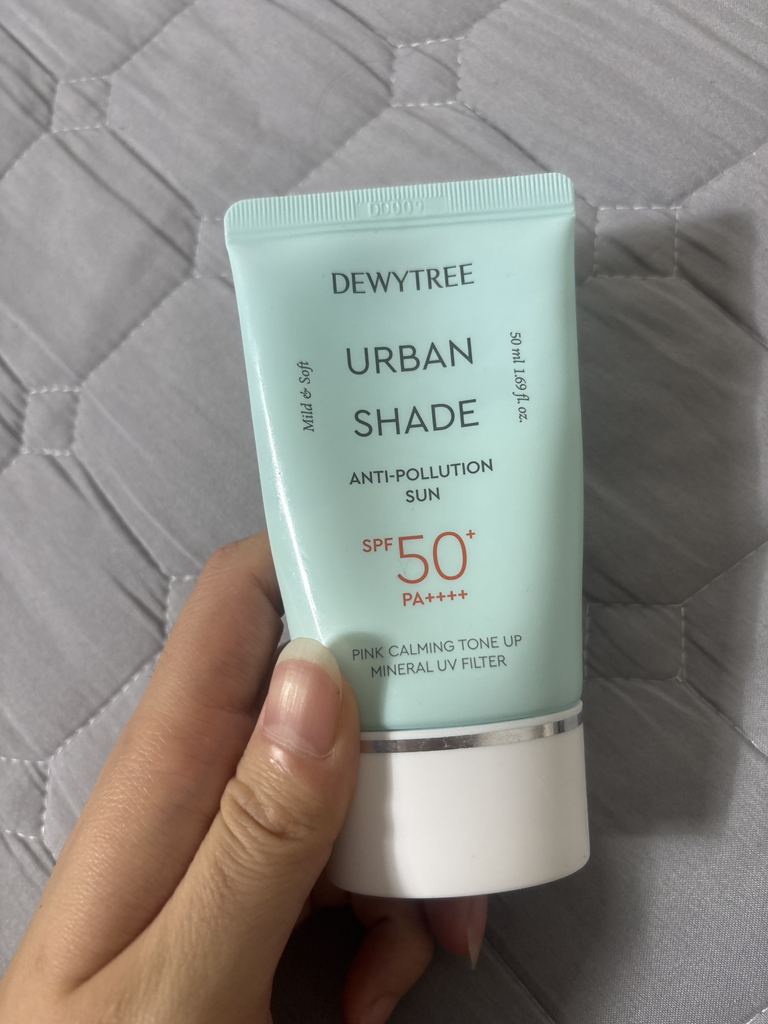 DEWYTREE
URBAN
SHADE
Mild & Soft
50 ml 1.69 fl. oz.
ANTI-POLLUTION
SUN
SPF 50+
PA++++
PINK CALMING TONE UP
MINERAL UV FILTER